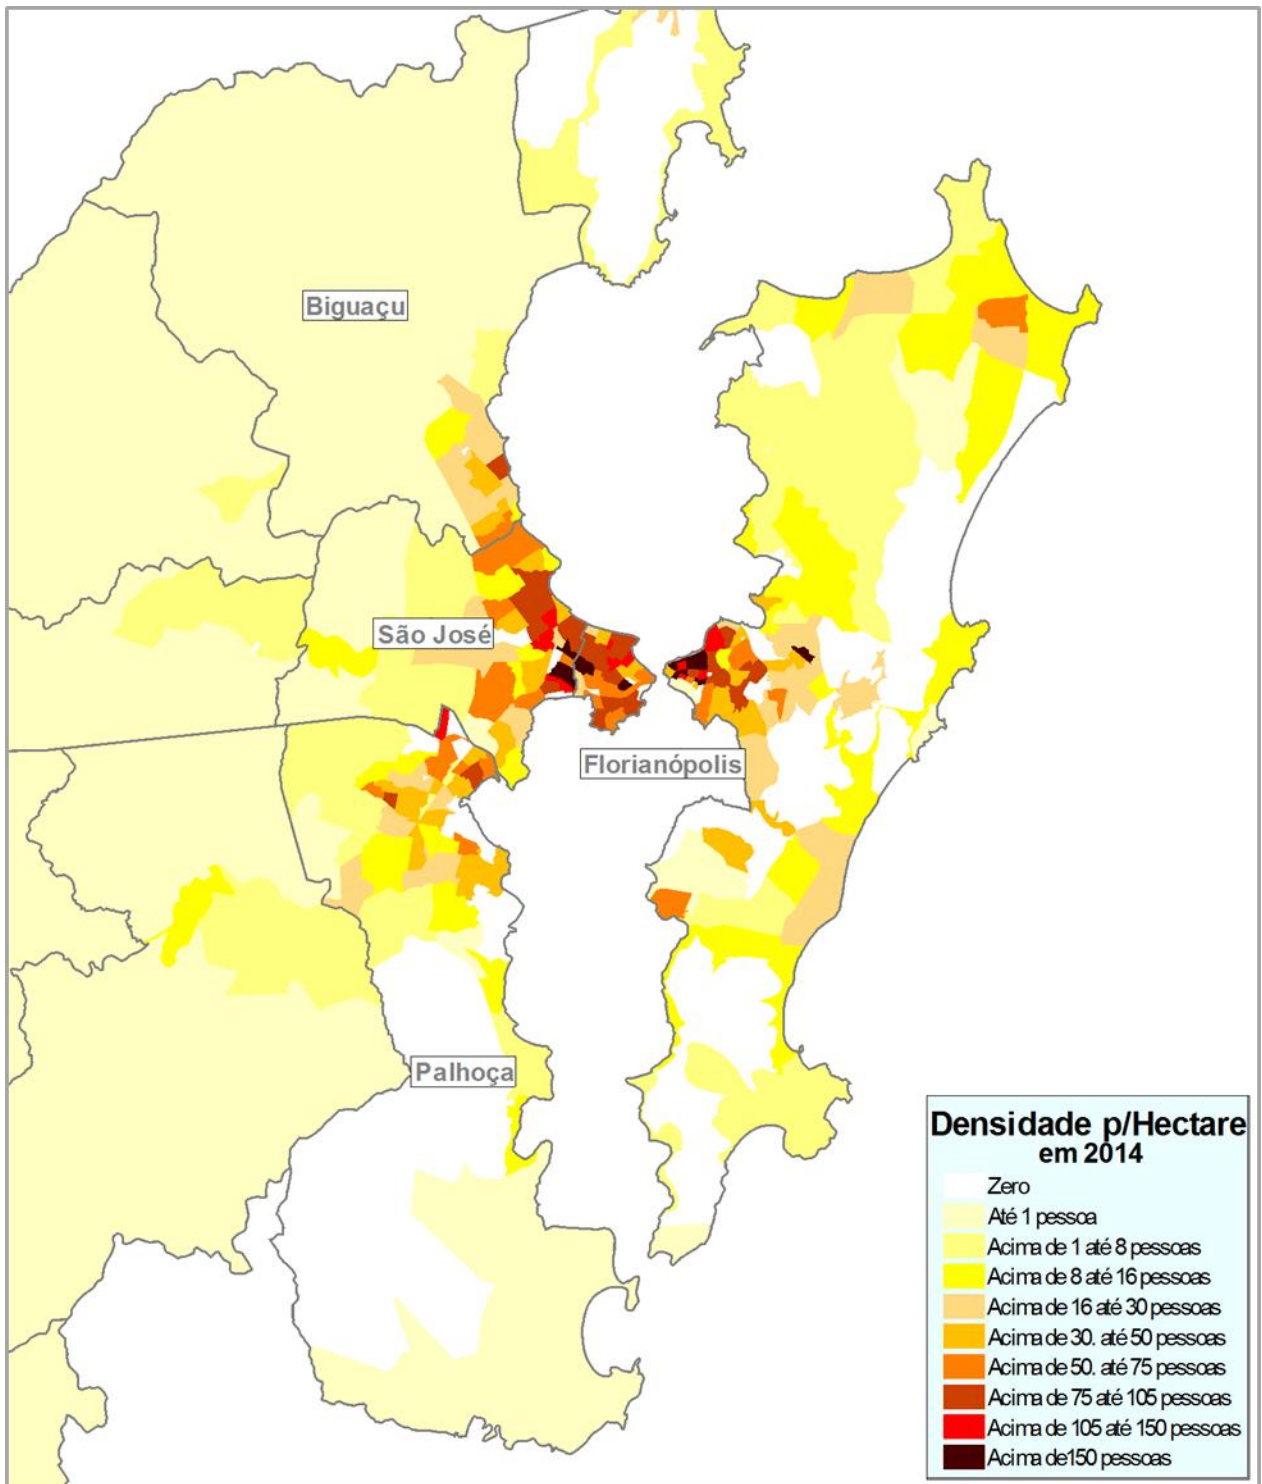 Biguaçu
São José
Florianópolis
Palhoça
Densidade p/Hectare
em 2014
Zero
Até 1 pessoa
Acima de 1 até 8 pessoas
Acima de 8 até 16 pessoas
Acima de 16 até 30 pessoas
Acima de 30. até 50 pessoas
Acima de 50. até 75 pessoas
Acima de 75 até 105 pessoas
Acima de 105 até 150 pessoas
Acima de150 pessoas